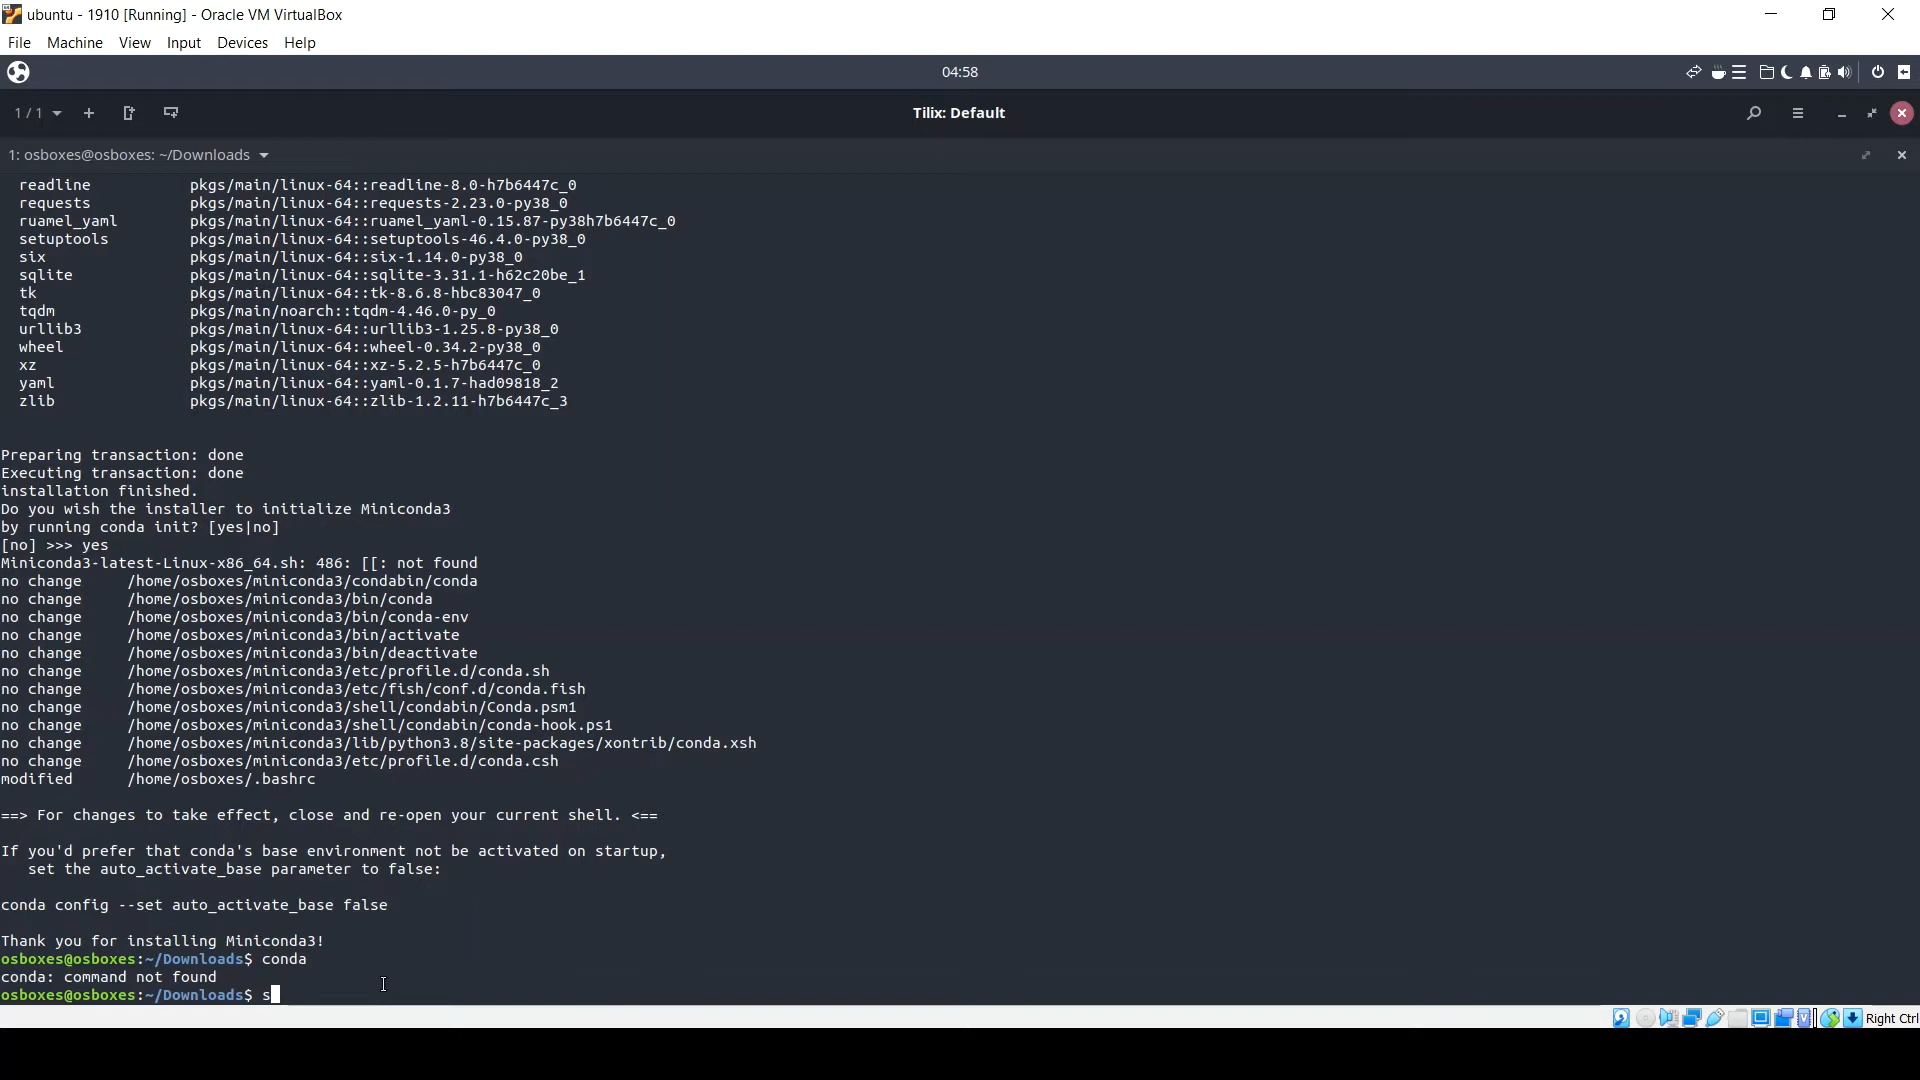 ubuntu - 1910 [Running] - Oracle VM VirtualBox
File Machine View Input Devices Help
04:58
1 / 1
Tilix: Default
1: osboxes@osboxes: ~/Downloads
readline pkgs/main/linux-64::readline-8.0-h7b6447c_0
requests pkgs/main/linux-64::requests-2.23.0-py38_0
ruamel_yaml pkgs/main/linux-64::ruamel_yaml-0.15.87-py38h7b6447c_0
setuptools pkgs/main/linux-64::setuptools-46.4.0-py38_0
six pkgs/main/linux-64::six-1.14.0-py38_0
sqlite pkgs/main/linux-64::sqlite-3.31.1-h62c20be_1
tk pkgs/main/linux-64::tk-8.6.8-hbc83047_0
tqdm pkgs/main/noarch::tqdm-4.46.0-py_0
urllib3 pkgs/main/linux-64::urllib3-1.25.8-py38_0
wheel pkgs/main/linux-64::wheel-0.34.2-py38_0
xz pkgs/main/linux-64::xz-5.2.5-h7b6447c_0
yaml pkgs/main/linux-64::yaml-0.1.7-had09818_2
zlib pkgs/main/linux-64::zlib-1.2.11-h7b6447c_3
Preparing transaction: done
Executing transaction: done
installation finished.
Do you wish the installer to initialize Miniconda3
by running conda init? [yes|no]
[no] >>> yes
Miniconda3-latest-Linux-x86_64.sh: 486: [[: not found
no change /home/osboxes/miniconda3/condabin/conda
no change /home/osboxes/miniconda3/bin/conda
no change /home/osboxes/miniconda3/bin/conda-env
no change /home/osboxes/miniconda3/bin/activate
no change /home/osboxes/miniconda3/bin/deactivate
no change /home/osboxes/miniconda3/etc/profile.d/conda.sh
no change /home/osboxes/miniconda3/etc/fish/conf.d/conda.fish
no change /home/osboxes/miniconda3/shell/condabin/Conda.psm1
no change /home/osboxes/miniconda3/shell/condabin/conda-hook.ps1
no change /home/osboxes/miniconda3/lib/python3.8/site-packages/xontrib/conda.xsh
no change /home/osboxes/miniconda3/etc/profile.d/conda.csh
modified /home/osboxes/.bashrc
==> For changes to take effect, close and re-open your current shell. <==
If you'd prefer that conda's base environment not be activated on startup,
set the auto_activate_base parameter to false:
conda config --set auto_activate_base false
Thank you for installing Miniconda3!
osboxes@osboxes:~/Downloads$ conda
conda: command not found
osboxes@osboxes:~/Downloads$ s
Right Ctrl